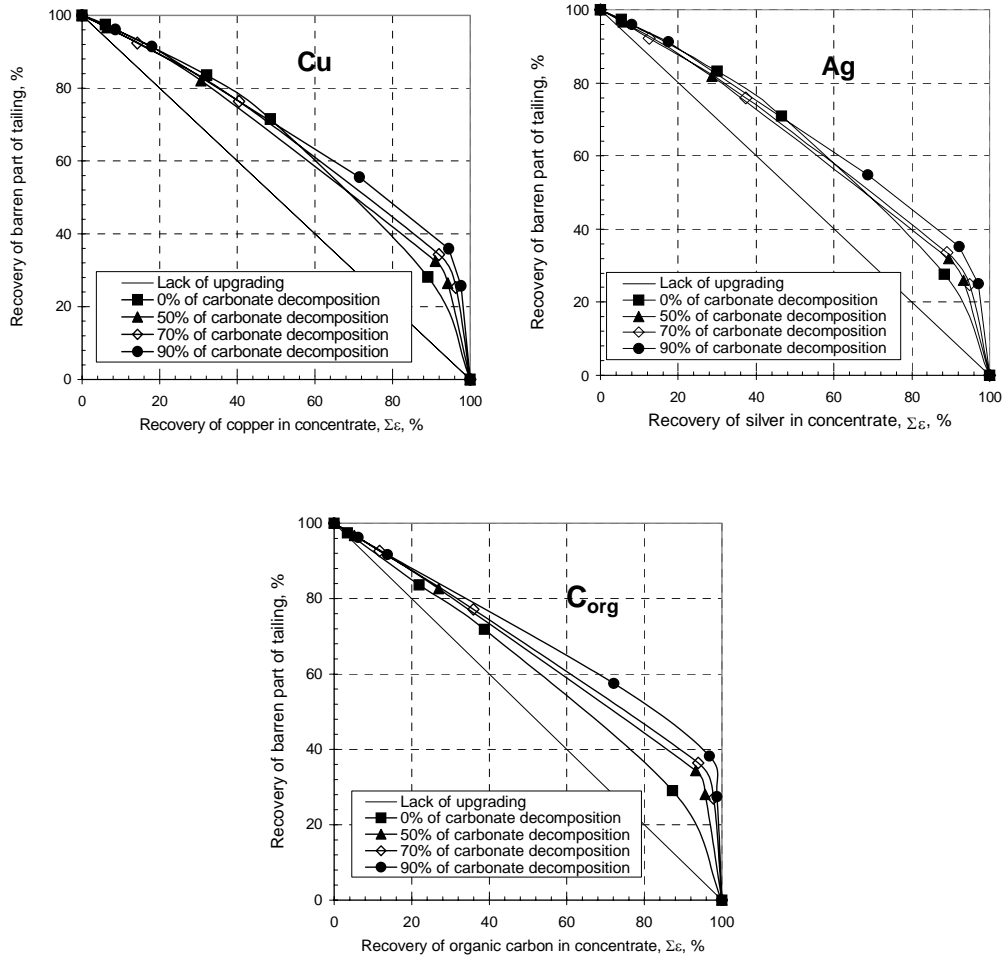 Cu
Recovery of barren part of tailing, %
100
80
60
40
20
0
Lack of upgrading
0% of carbonate decomposition
50% of carbonate decomposition
70% of carbonate decomposition
90% of carbonate decomposition
0 20 40 60 80 100
Recovery of copper in concentrate, Σε, %
Ag
Recovery of barren part of tailing, %
100
80
60
40
20
0
Lack of upgrading
0% of carbonate decomposition
50% of carbonate decomposition
70% of carbonate decomposition
90% of carbonate decomposition
0 20 40 60 80 100
Recovery of silver in concentrate, Σε, %
Corg
Recovery of barren part of tailing, %
100
80
60
40
20
0
Lack of upgrading
0% of carbonate decomposition
50% of carbonate decomposition
70% of carbonate decomposition
90% of carbonate decomposition
0 20 40 60 80 100
Recovery of organic carbon in concentrate, Σε, %